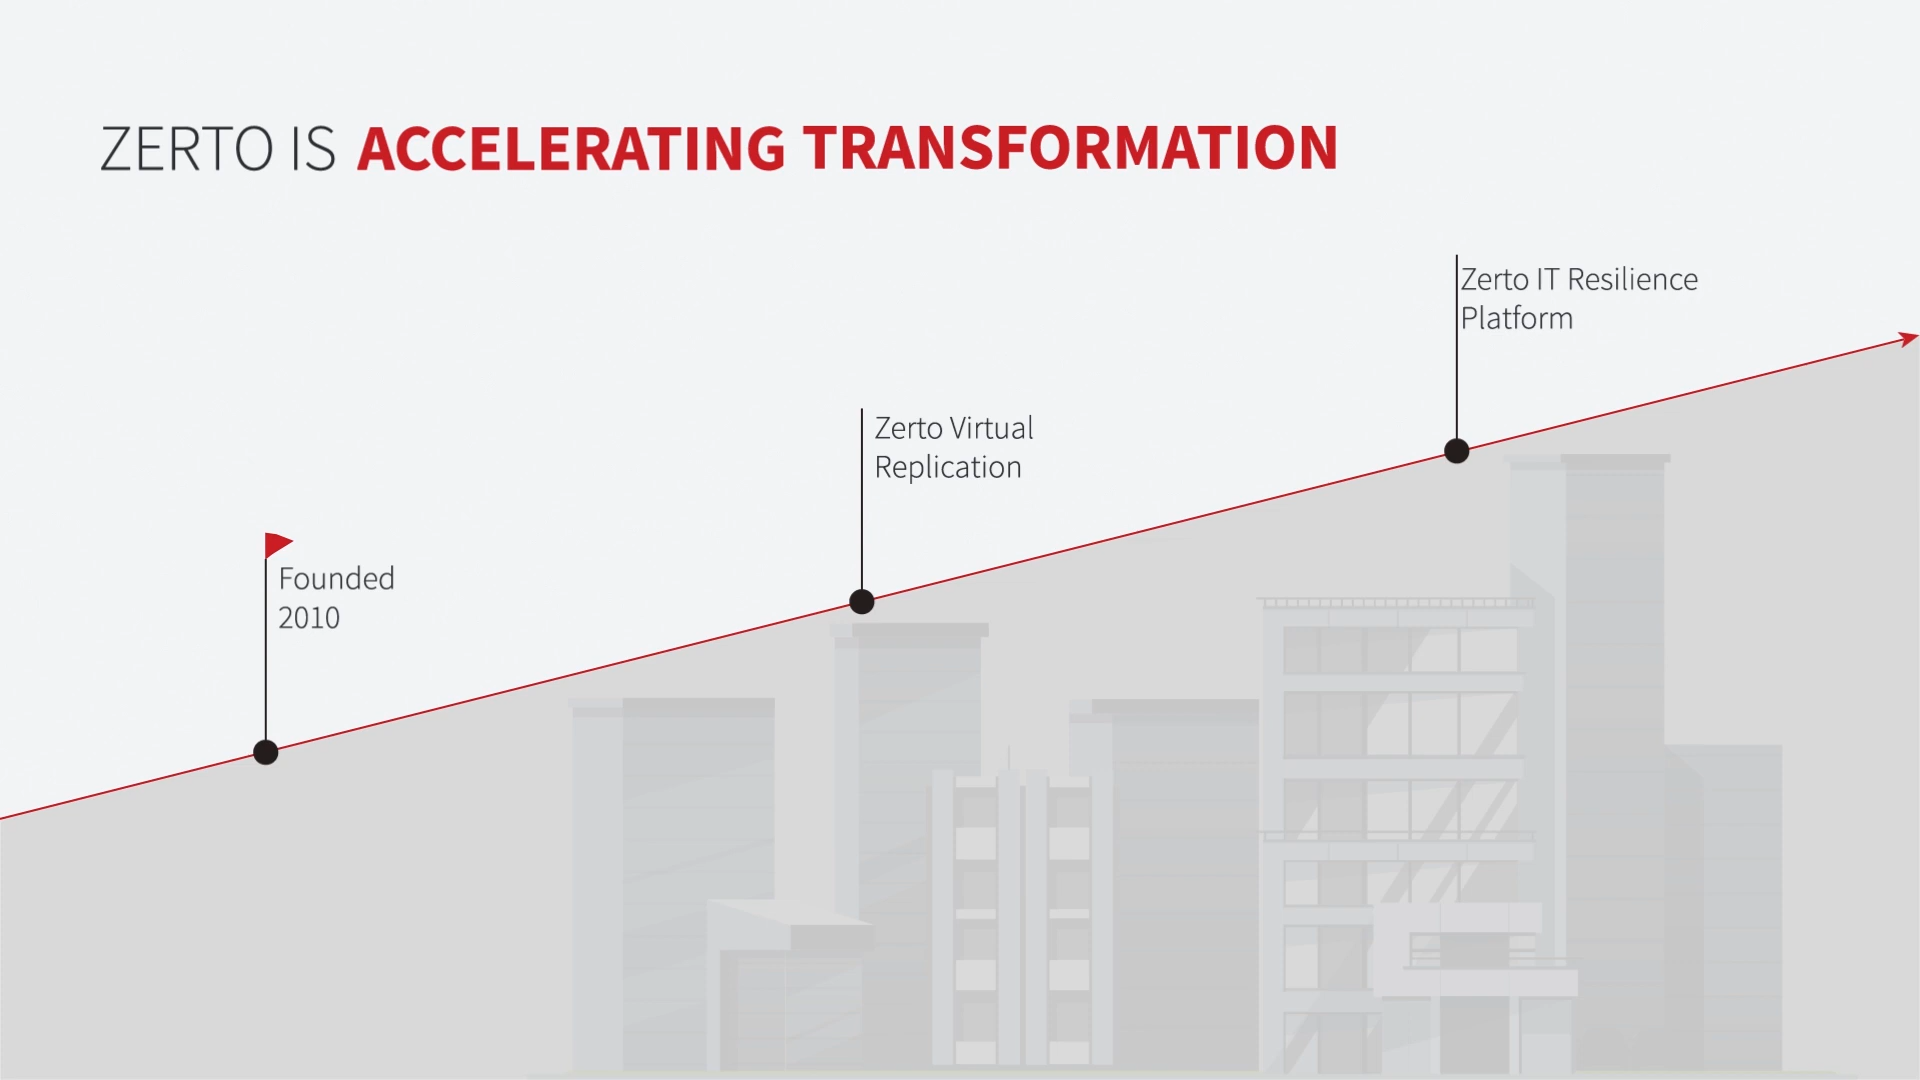 ZERTO IS ACCELERATING TRANSFORMATION
Zerto IT Resilience
Platform
Zerto Virtual
Replication
Founded
2010